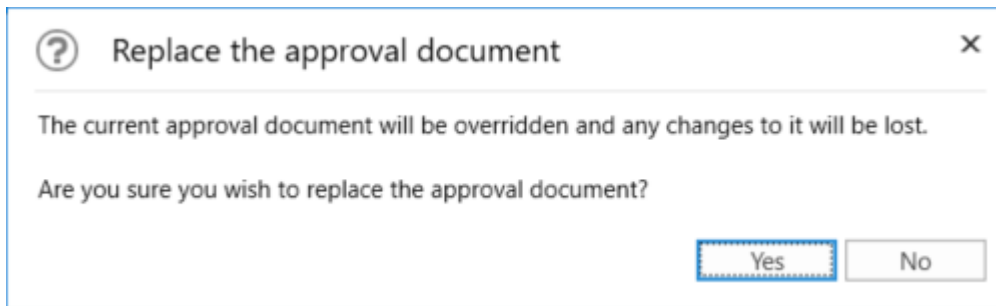 Replace the approval document
The current approval document will be overridden and any changes to it will be lost.
Are you sure you wish to replace the approval document?
Yes No